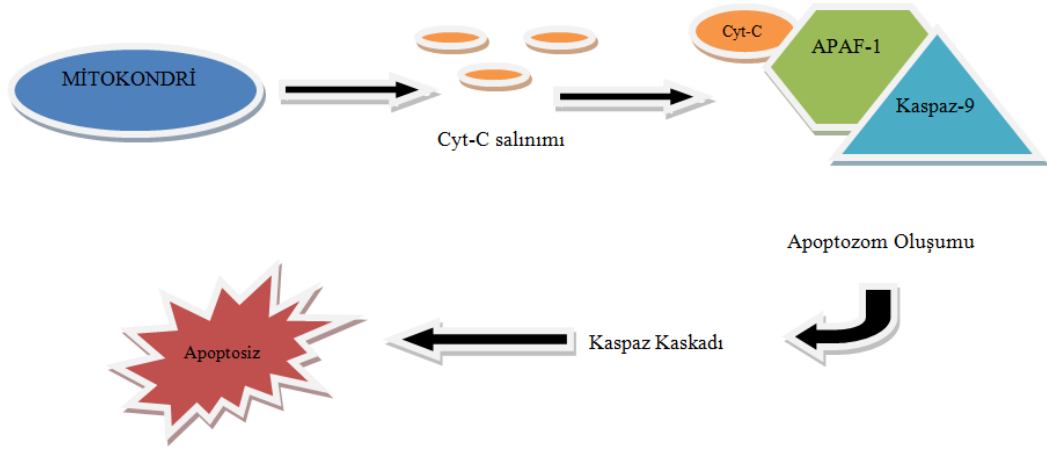 MİTOKONDRİ
Cyt-C salınımı
Cyt-C
APAF-1
Kaspaz-9
Apoptozom Oluşumu
Kaspaz Kaskadı
Apoptosiz